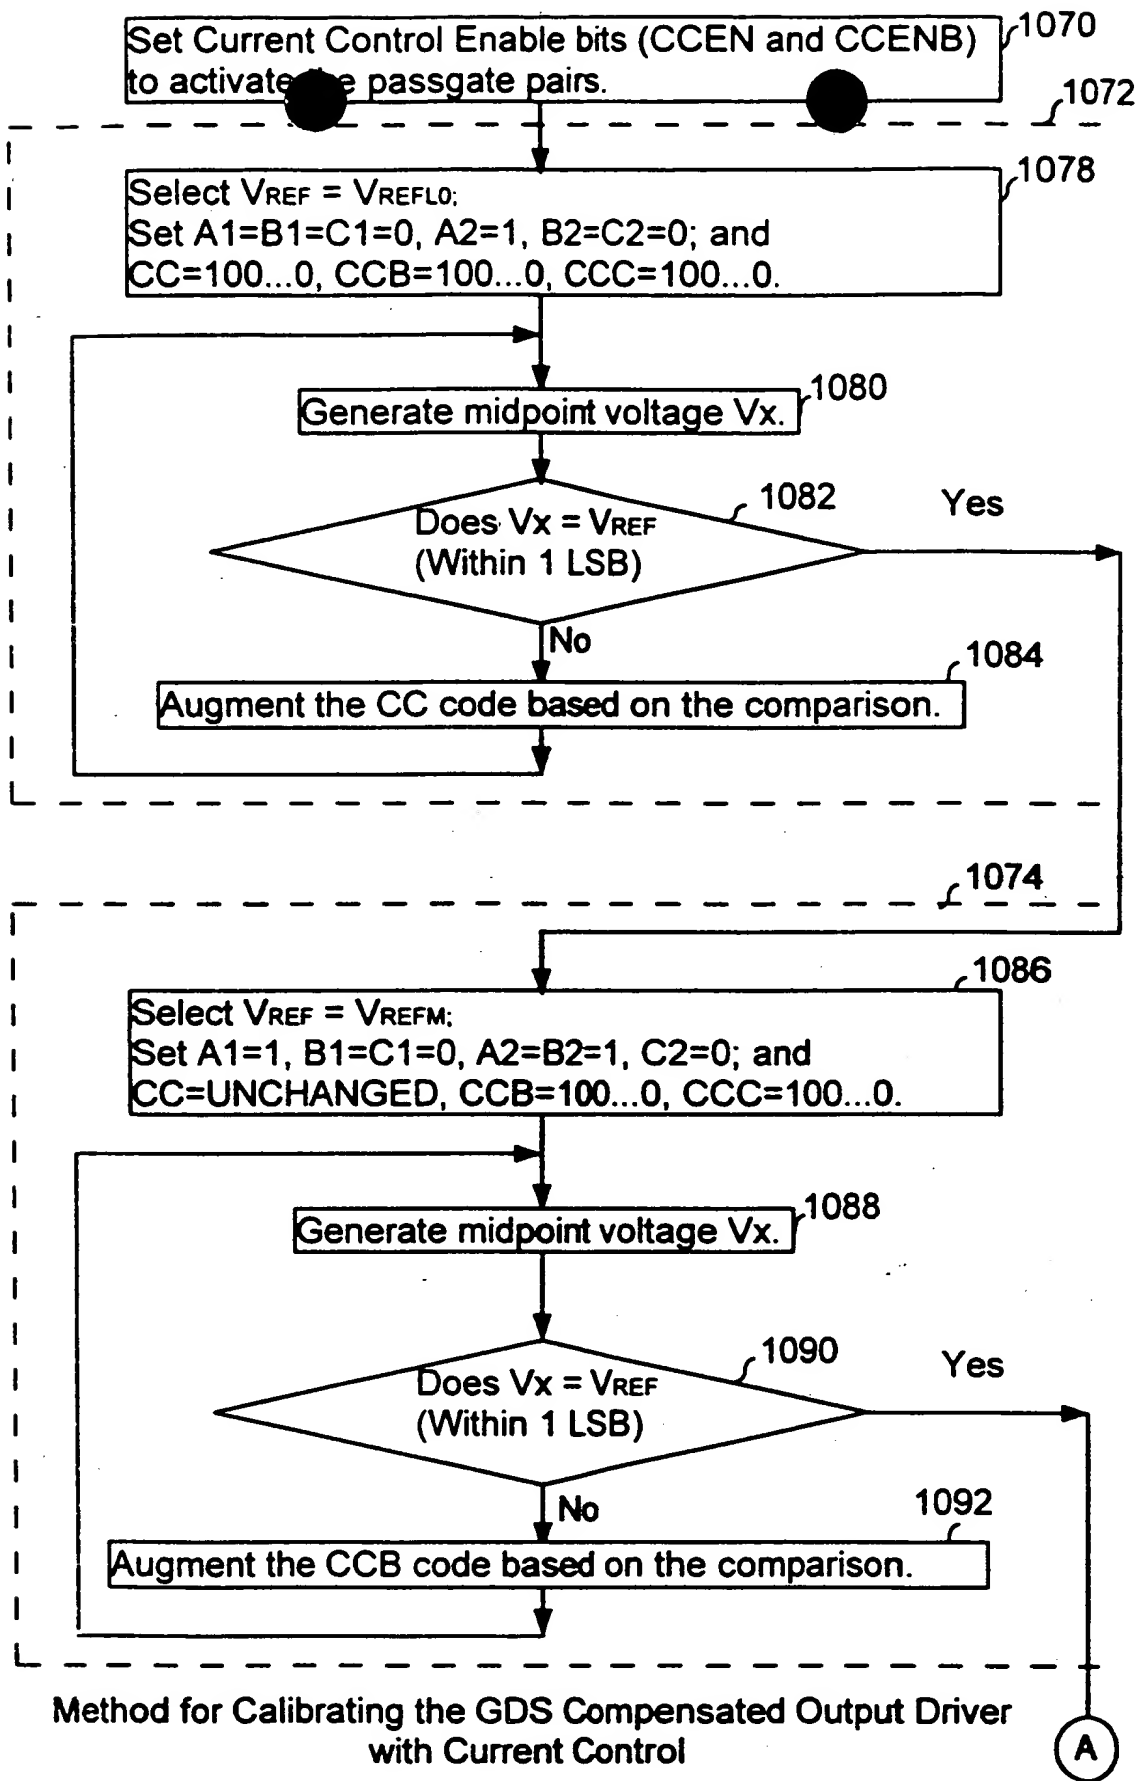 Set Current Control Enable bits (CCEN and CCENB)
1070
to activate passgate pairs.
1072
1078
Select VREF = VREFLO;
Set A1=B1=C1=0, A2=1, B2=C2=0; and
CC=100...0, CCB=100...0, CCC=100...0.
1080
Generate midpoint voltage Vx.
1082
Yes
Does Vx = VREF
(Within 1 LSB)
No
1084
Augment the CC code based on the comparison.
1074
1086
Select VREF = VREFM;
Set A1=1, B1=C1=0, A2=B2=1, C2=0; and
CC=UNCHANGED, CCB=100...0, CCC=100...0.
1088
Generate midpoint voltage Vx.
1090
Yes
Does Vx = VREF
(Within 1 LSB)
No
1092
Augment the CCB code based on the comparison.
Method for Calibrating the GDS Compensated Output Driver
with Current Control
A